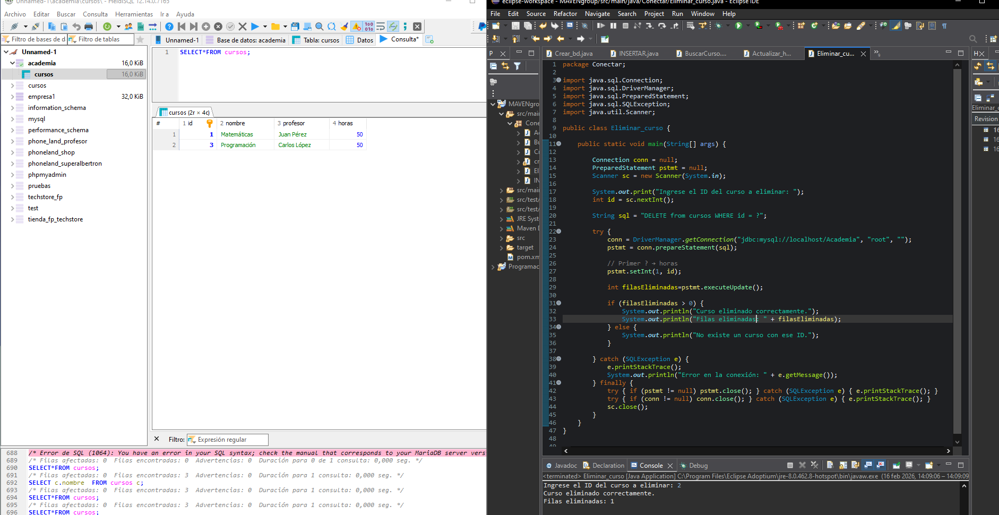 Unnamed-1\academia\cursos\ - HeidiSQL 12.14.0.7165
Archivo Editar Buscar Consulta Herramientas Ir a Ayuda
Filtro de bases de d Filtro de tablas
Unnamed-1 Base de datos: academia Tabla: cursos Datos Consulta*
Unnamed-1
academia 16,0 KiB
cursos 16,0 KiB
cursos
empresa1 32,0 KiB
information_schema
mysql
performance_schema
phone_land_profesor
phoneland_shop
phoneland_superalbertron
phpmyadmin
pruebas
techstore_fp
test
tienda_fp_techstore
1 SELECT*FROM cursos;
cursos (2r × 4c)
# 1 id 2 nombre 3 profesor 4 horas
1 1 Matemáticas Juan Pérez 50
2 3 Programación Carlos López 50
Filtro: Expresión regular
688 /* Error de SQL (1064): You have an error in your SQL syntax; check the manual that corresponds to your MariaDB server vers
689 /* Filas afectadas: 0 Filas encontradas: 0 Advertencias: 0 Duración para 0 de 1 consulta: 0,000 seg. */
690 SELECT*FROM cursos;
691 /* Filas afectadas: 0 Filas encontradas: 3 Advertencias: 0 Duración para 1 consulta: 0,000 seg. */
692 SELECT c.nombre FROM cursos c;
693 /* Filas afectadas: 0 Filas encontradas: 3 Advertencias: 0 Duración para 1 consulta: 0,000 seg. */
694 SELECT*FROM cursos;
695 /* Filas afectadas: 0 Filas encontradas: 3 Advertencias: 0 Duración para 1 consulta: 0,000 seg. */
696 SELECT*FROM cursos;
eclipse-workspace - MAVENgroup/src/main/java/Conectar/Eliminar_curso.java - Eclipse IDE
File Edit Source Refactor Navigate Search Project Run Window Help
P
Crear_bd.java INSERTAR.java BuscarCurso.... Actualizar_h... Eliminar_cu... »9
H
MAVENgro
src/mai
Cone
A
Bu
C
cr
El
IN
src/mai
src/test/
src/test/
JRE Syst
Maven D
src
target
pom.xm
Programac
1 package Conectar;
2
3 import java.sql.Connection;
4 import java.sql.DriverManager;
5 import java.sql.PreparedStatement;
6 import java.sql.SQLException;
7 import java.util.Scanner;
8
9 public class Eliminar_curso {
10
11 public static void main(String[] args) {
12
13 Connection conn = null;
14 PreparedStatement pstmt = null;
15 Scanner sc = new Scanner(System.in);
16
17 System.out.print("Ingrese el ID del curso a eliminar: ");
18 int id = sc.nextInt();
19
20 String sql = "DELETE from cursos WHERE id = ?";
21
22 try {
23 conn = DriverManager.getConnection("jdbc:mysql://localhost/Academia", "root", "");
24 pstmt = conn.prepareStatement(sql);
25
26 // Primer ? → horas
27 pstmt.setInt(1, id);
28
29 int filasEliminadas=pstmt.executeUpdate();
30
31 if (filasEliminadas > 0) {
32 System.out.println("Curso eliminado correctamente.");
33 System.out.println("Filas eliminadas: " + filasEliminadas);
34 } else {
35 System.out.println("No existe un curso con ese ID.");
36 }
37
38 } catch (SQLException e) {
39 e.printStackTrace();
40 System.out.println("Error en la conexión: " + e.getMessage());
41 } finally {
42 try { if (pstmt != null) pstmt.close(); } catch (SQLException e) { e.printStackTrace(); }
43 try { if (conn != null) conn.close(); } catch (SQLException e) { e.printStackTrace(); }
44 sc.close();
45 }
46 }
47 }
48
49
Eliminar_c
Revision
16
16
16
Javadoc Declaration Console Debug
<terminated> Eliminar_curso [Java Application] C:\Program Files\Eclipse Adoptium\jre-8.0.462.8-hotspot\bin\javaw.exe (16 feb 2026, 14:09:06 – 14:09:09
Ingrese el ID del curso a eliminar: 2
Curso eliminado correctamente.
Filas eliminadas: 1